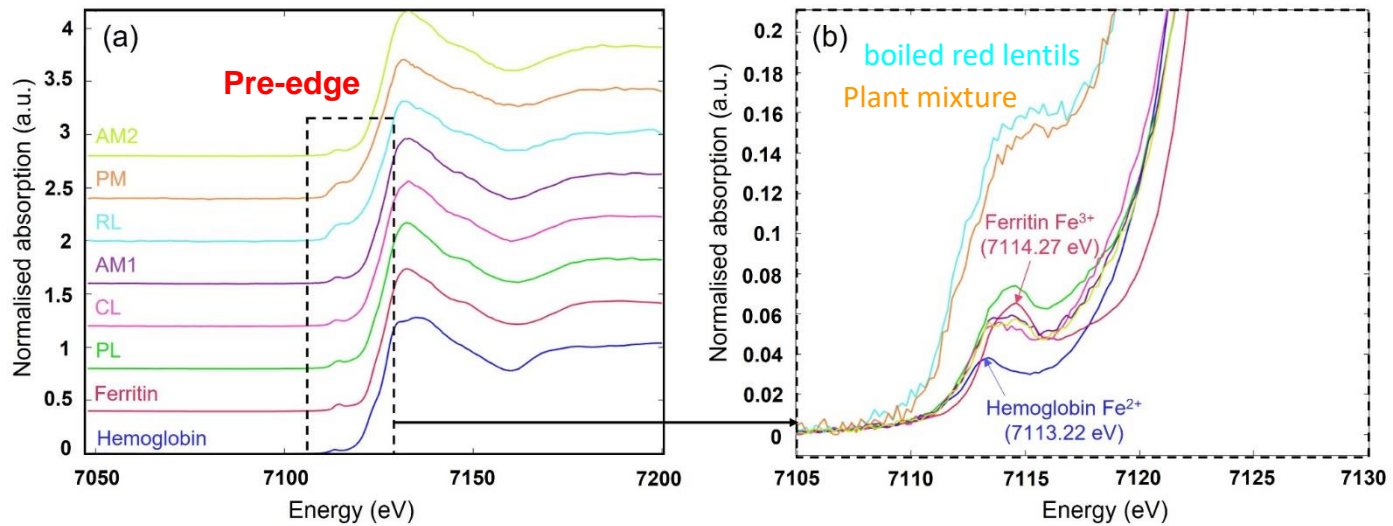 (a)
Pre-edge
AM2
PM
RL
AM1
CL
PL
Ferritin
Hemoglobin
4
3.5
3
2.5
2
1.5
1
0.5
0
Normalised absorption (a.u.)
7050
7100
7150
7200
Energy (eV)
(b)
boiled red lentils
Plant mixture
Ferritin Fe³⁺
(7114.27 eV)
Hemoglobin Fe²⁺
(7113.22 eV)
0.2
0.18
0.16
0.14
0.12
0.1
0.08
0.06
0.04
0.02
0
Normalised absorption (a.u.)
7105
7110
7115
7120
7125
7130
Energy (eV)